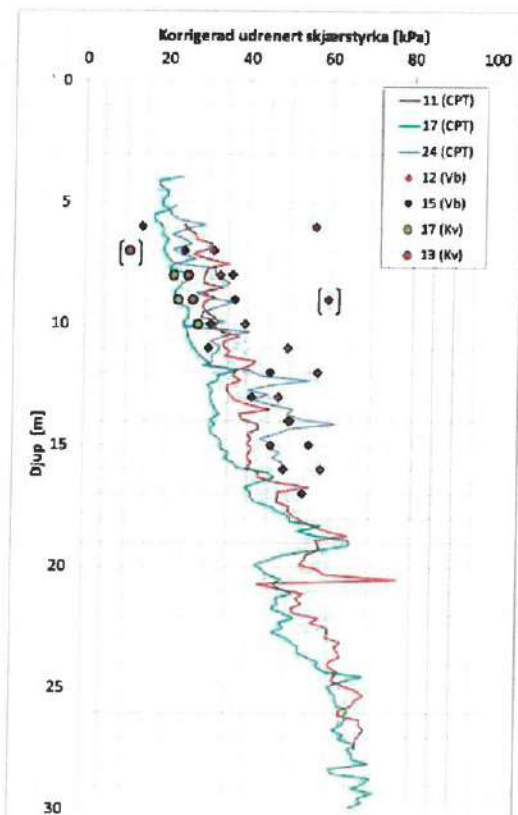 Korrigerad udrenert skjærstyrka [kPa]
0 20 40 60 80 100
0
5
10
15
20
25
30
Djup [m]
11 (CPT)
17 (CPT)
24 (CPT)
12 (Vb)
15 (Vb)
17 (Kv)
13 (Kv)